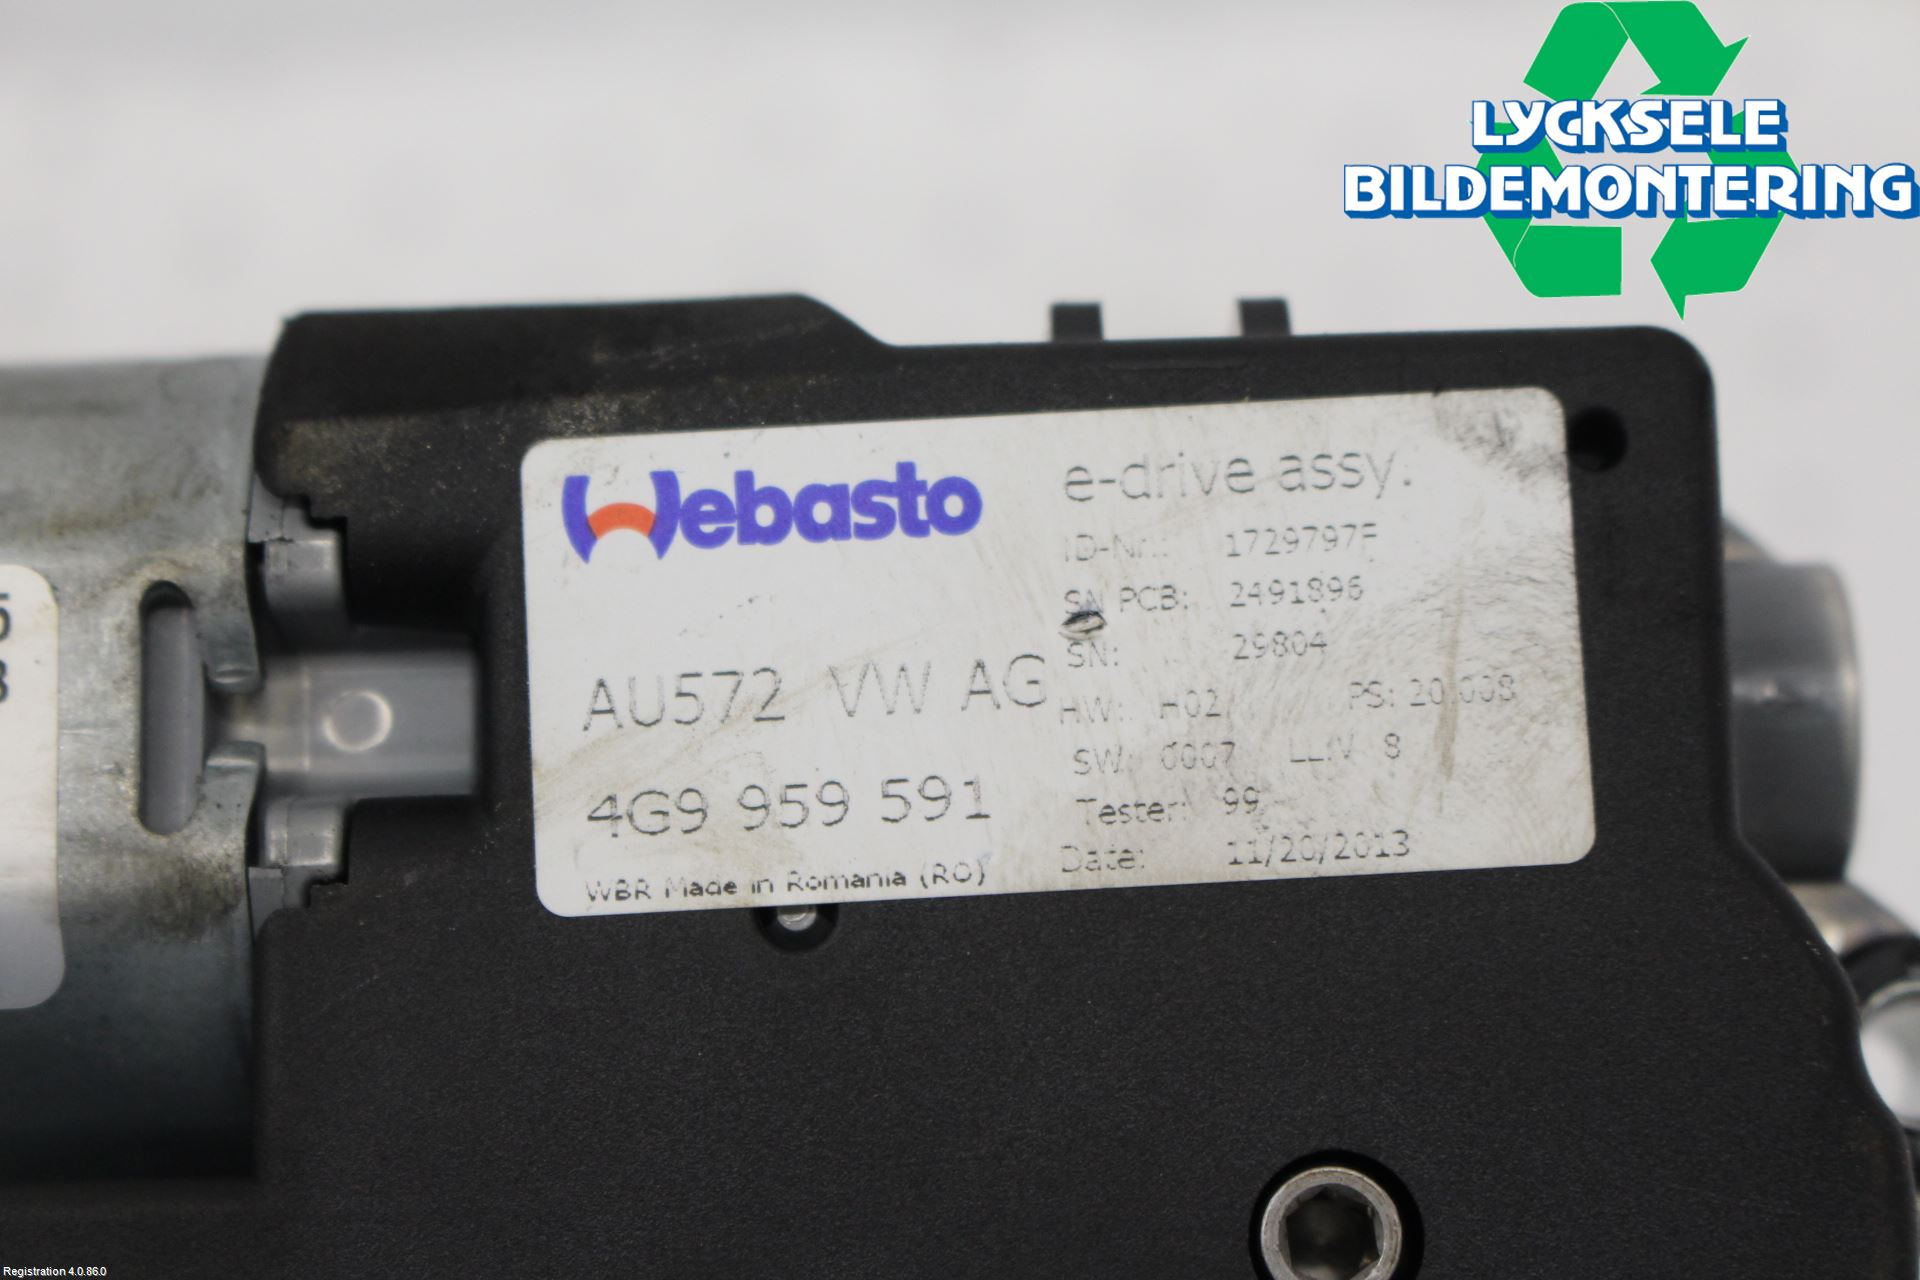 LYCKSELE
BILDEMONTERING
Webasto
e-drive assy.
ID-Nr.: 1729797F
SN PCB: 2491896
SN: 29804
AU572 VW AG
HW: H02 PS: 20.008
SW: 0007 8
4G9 959 591
Tester: 99
Date: 11/20/2013
WBR Made in Romania (RO)
Registration 4.0.86.0